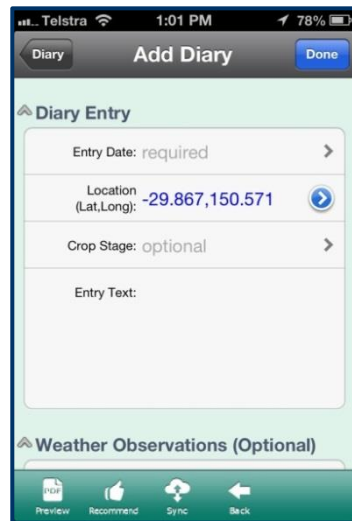 Telstra 1:01 PM 78%
Diary Add Diary Done
Diary Entry
Entry Date: required
Location
(Lat,Long): -29.867,150.571
Crop Stage: optional
Entry Text:
Weather Observations (Optional)
PDF
Preview Recommend Sync Back